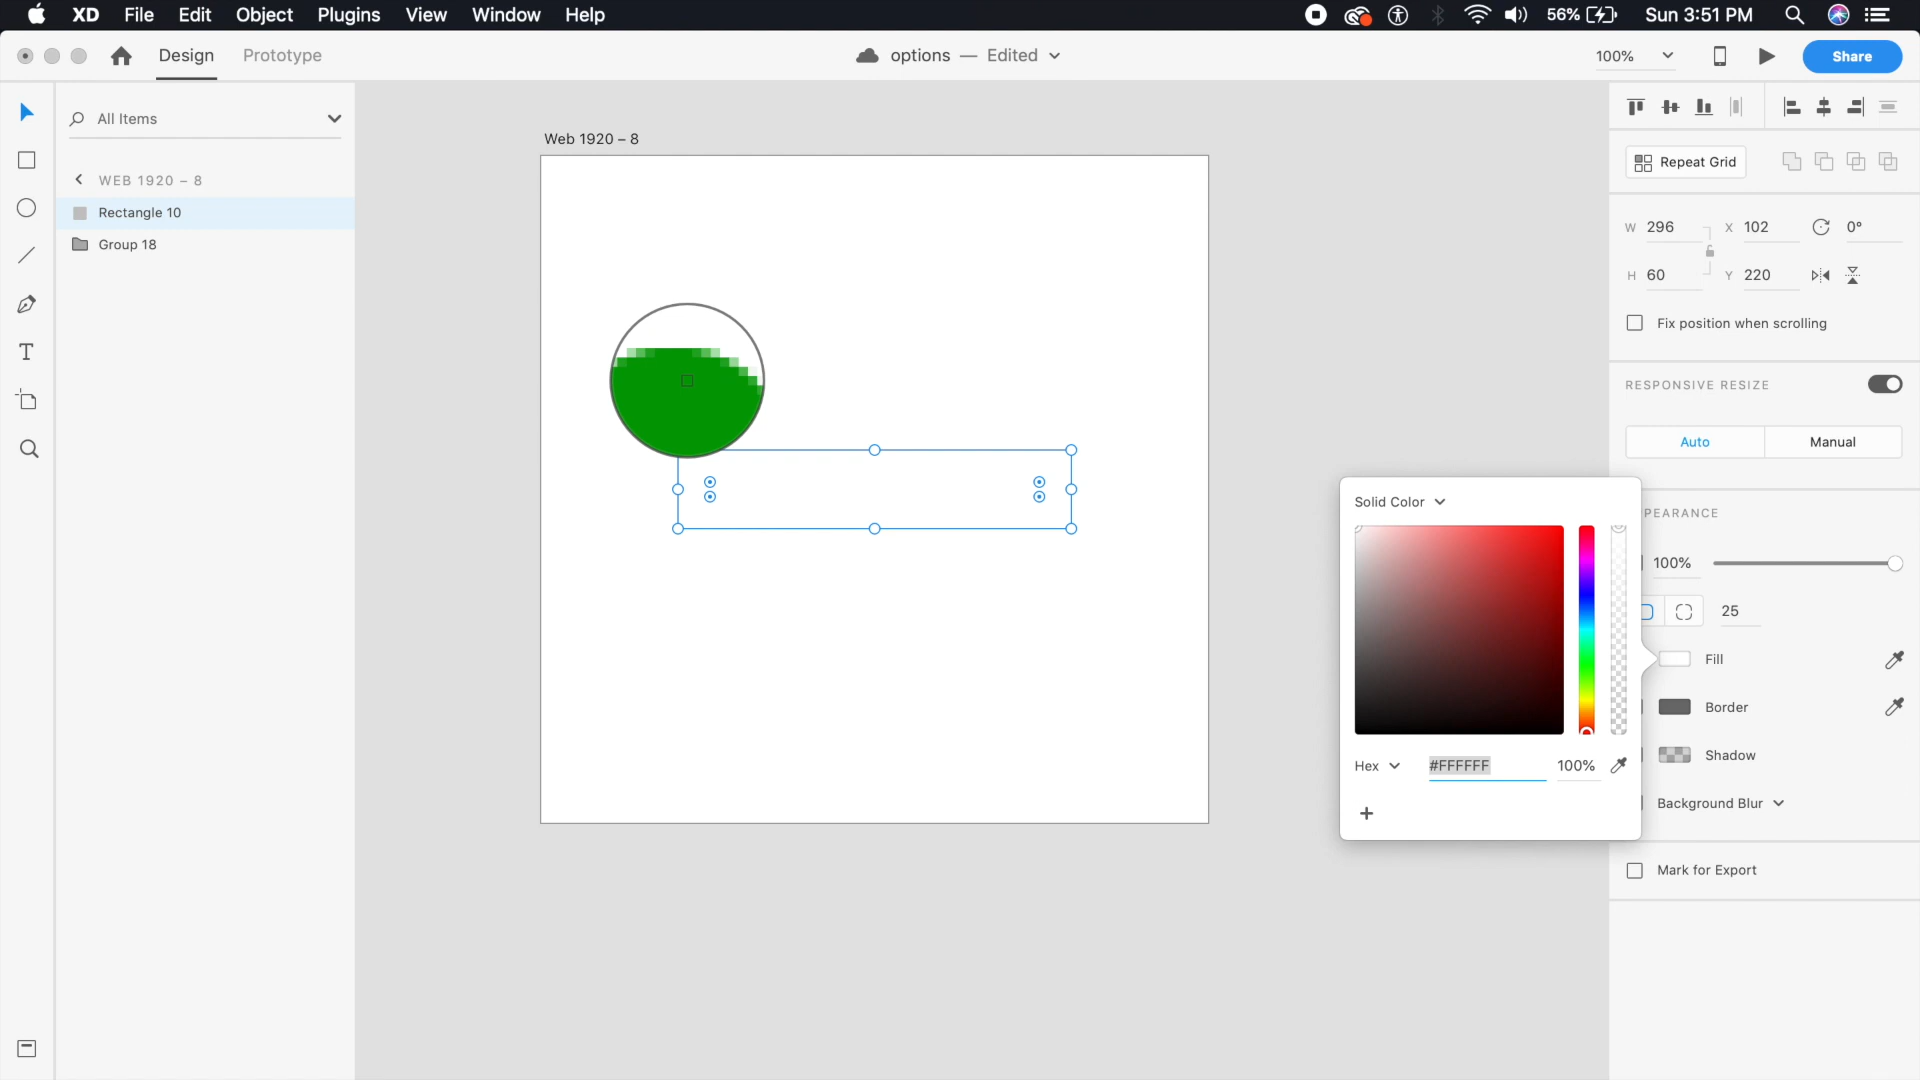 XD File Edit Object Plugins View Window Help 56% Sun 3:51 PM
Design Prototype options — Edited 100% Share
All Items
Web 1920 – 8
WEB 1920 – 8
Rectangle 10
Group 18
Repeat Grid
W 296 X 102 0°
H 60 Y 220
Fix position when scrolling
RESPONSIVE RESIZE
Auto Manual
Solid Color
PEARANCE
100%
25
Fill
Border
Shadow
Hex #FFFFFF 100%
Background Blur
+
Mark for Export
T